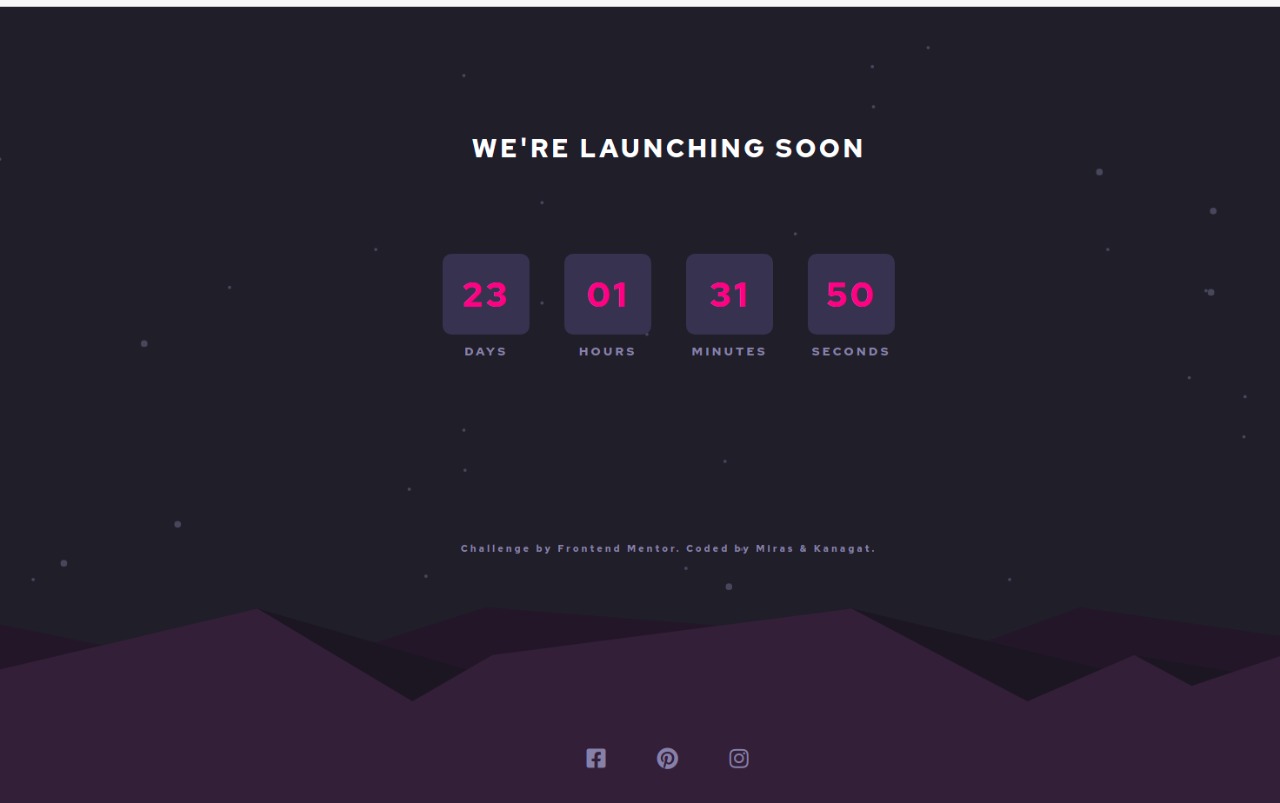 WE'RE LAUNCHING SOON
23 01 31 50
DAYS HOURS MINUTES SECONDS
Challenge by Frontend Mentor. Coded by Miras & Kanagat.